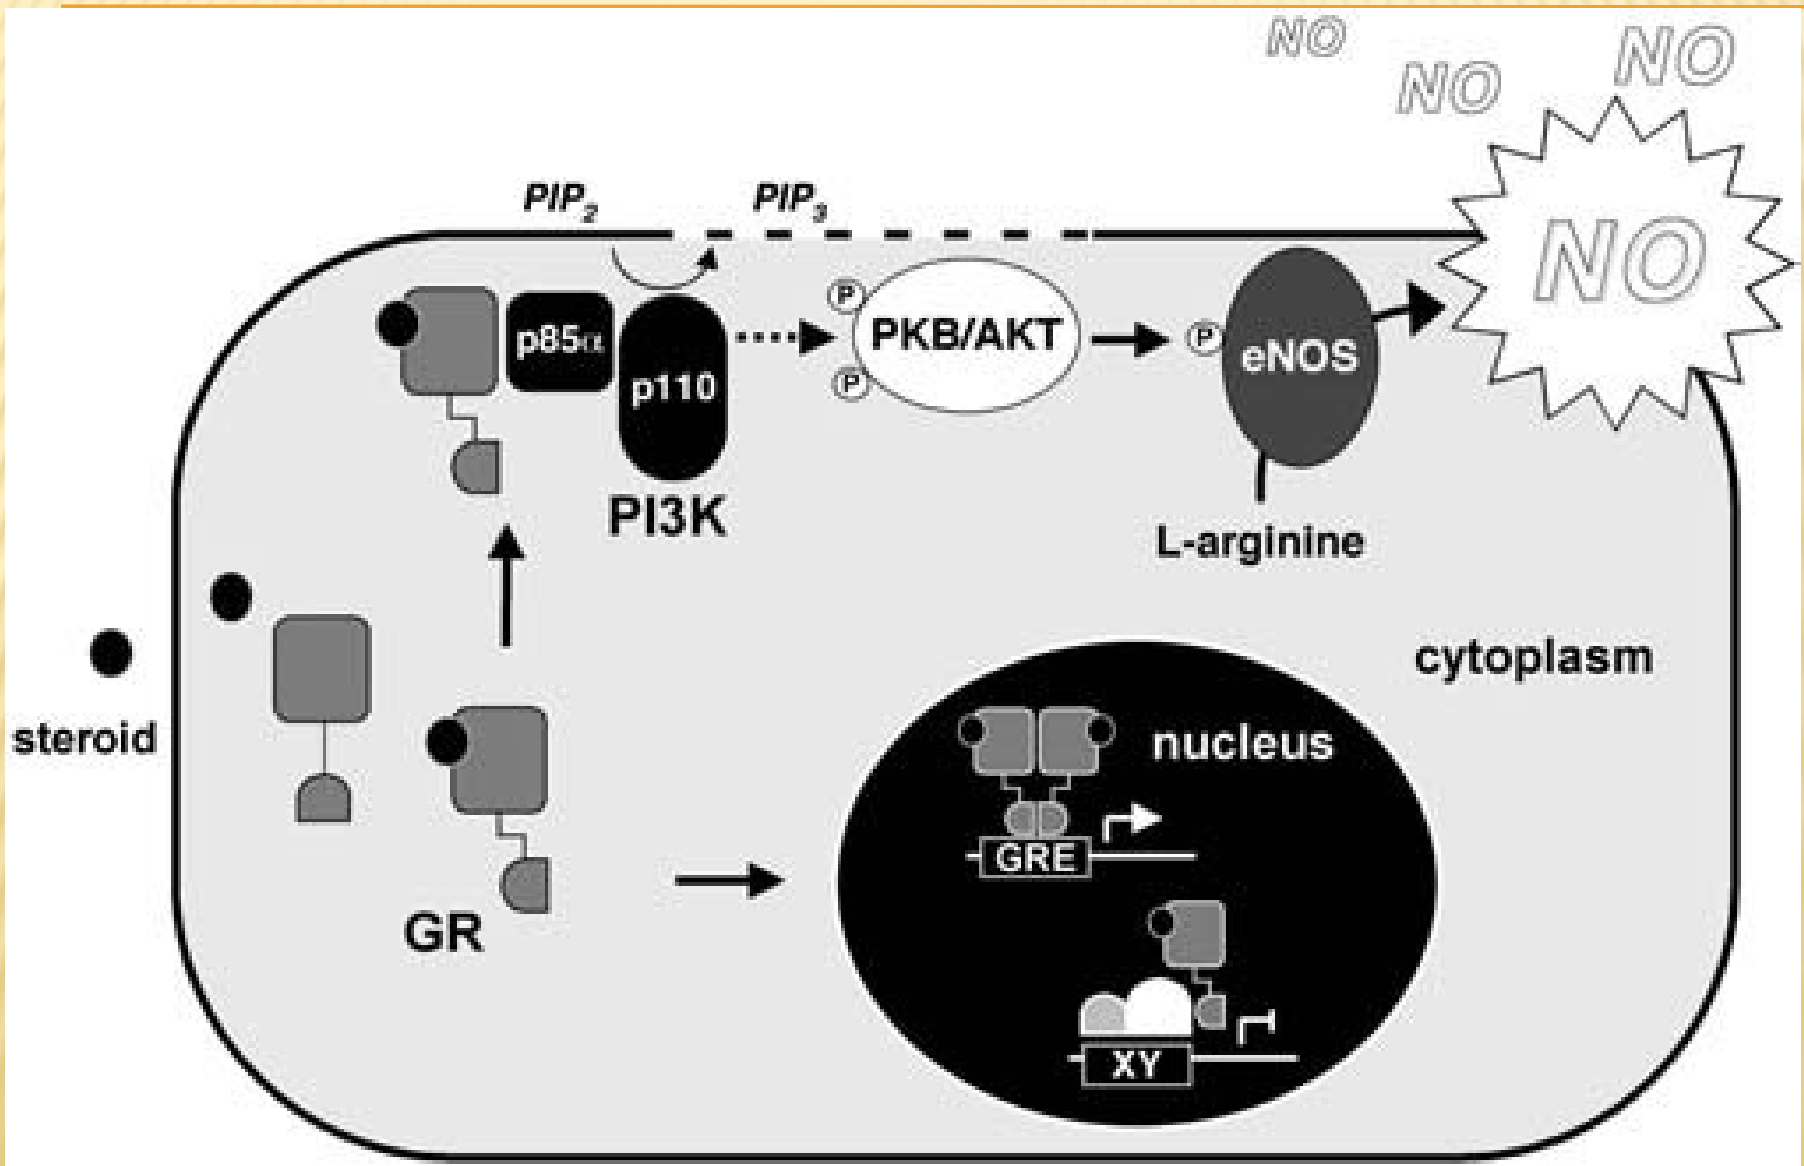 NO
NO
NO
PIP2
PIP3
NO
P
p85α
PKB/AKT
P
eNOS
p110
P
PI3K
L-arginine
cytoplasm
steroid
nucleus
GRE
GR
XY